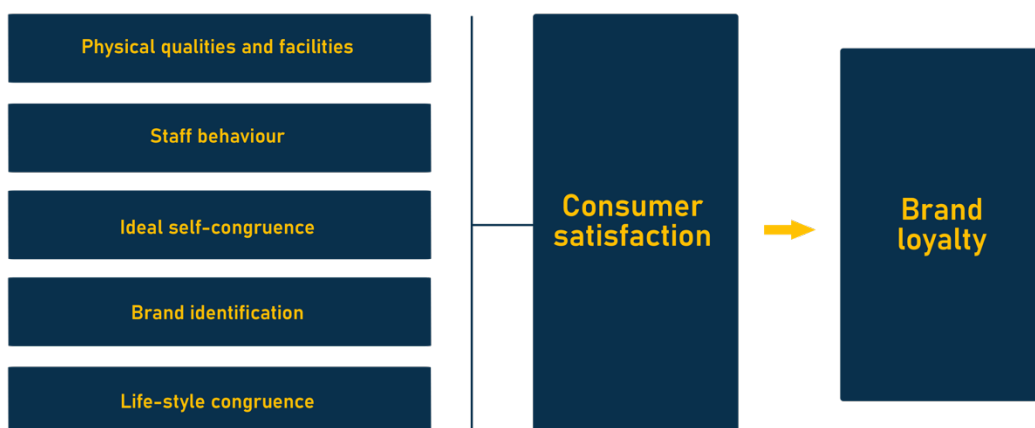 Physical qualities and facilities
Staff behaviour
Ideal self-congruence
Brand identification
Life-style congruence
Consumer
satisfaction
Brand
loyalty